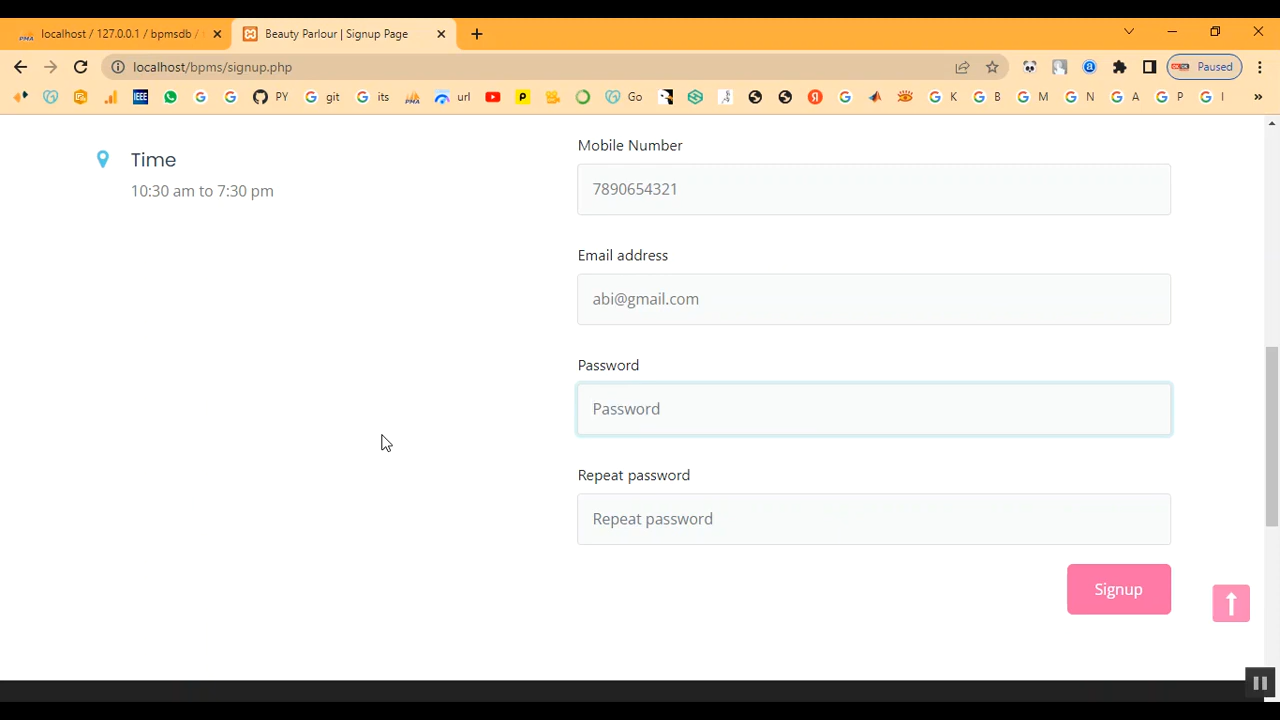 localhost / 127.0.0.1 / bpmsdb /
Beauty Parlour | Signup Page
localhost/bpms/signup.php
Paused
IEEE PY git its PMA url Go K B M N A P I »
Time
10:30 am to 7:30 pm
Mobile Number
7890654321
Email address
abi@gmail.com
Password
Password
Repeat password
Repeat password
Signup